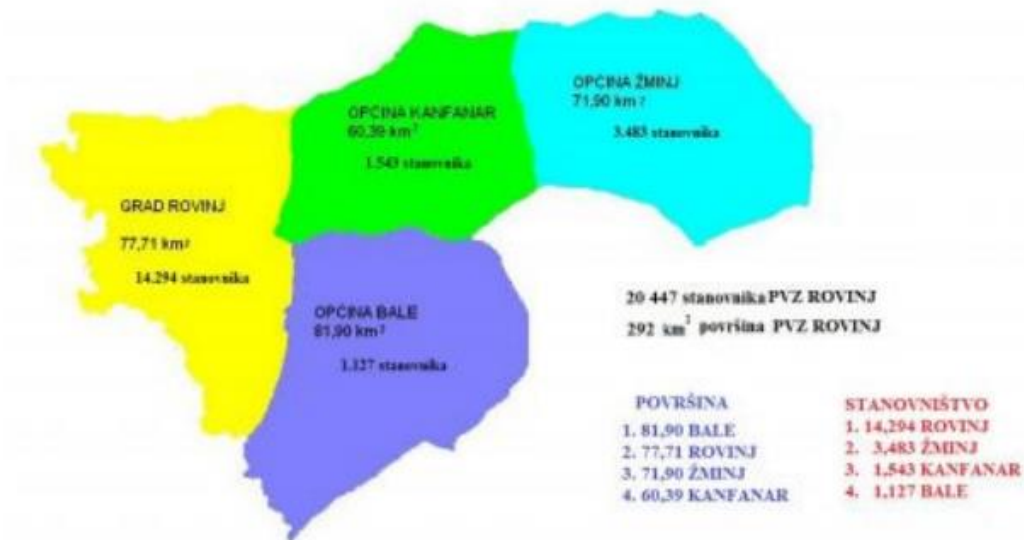 OPĆINA ŽMINJ
71,90 km²
3.483 stanovnika
OPĆINA KANFANAR
60,39 km²
1.543 stanovnika
GRAD ROVINJ
77,71 km²
14.294 stanovnika
OPĆINA BALE
81,90 km²
1.127 stanovnika
20 447 stanovnika PVZ ROVINJ
292 km² površina PVZ ROVINJ
POVRŠINA
1. 81,90 BALE
2. 77,71 ROVINJ
3. 71,90 ŽMINJ
4. 60,39 KANFANAR
STANOVNIŠTVO
1. 14,294 ROVINJ
2. 3,483 ŽMINJ
3. 1,543 KANFANAR
4. 1,127 BALE